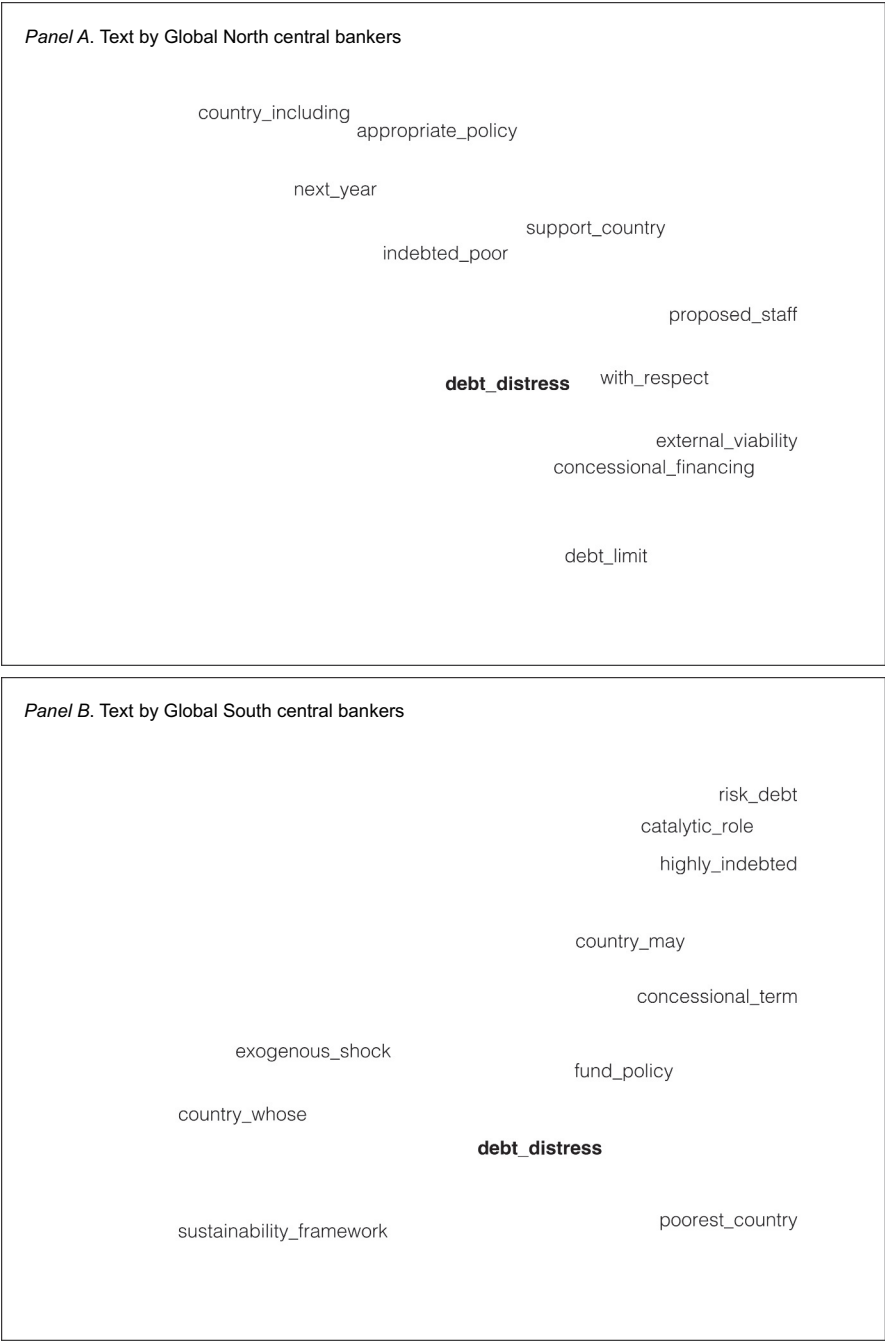 Panel A. Text by Global North central bankers
country_including
appropriate_policy
next_year
support_country
indebted_poor
proposed_staff
with_respect
debt_distress
external_viability
concessional_financing
debt_limit
Panel B. Text by Global South central bankers
risk_debt
catalytic_role
highly_indebted
country_may
concessional_term
exogenous_shock
fund_policy
country_whose
debt_distress
poorest_country
sustainability_framework